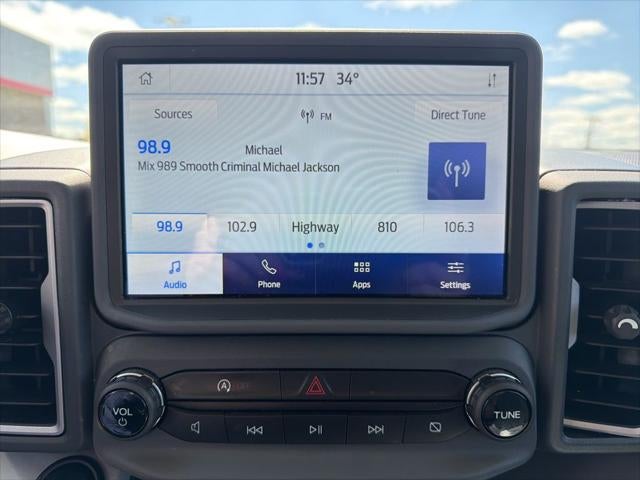 11:57 34°
Sources
FM
Direct Tune
98.9
Michael
Mix 989 Smooth Criminal Michael Jackson
98.9 102.9 Highway 810 106.3
Audio Phone Apps Settings
A OFF
VOL
TUNE